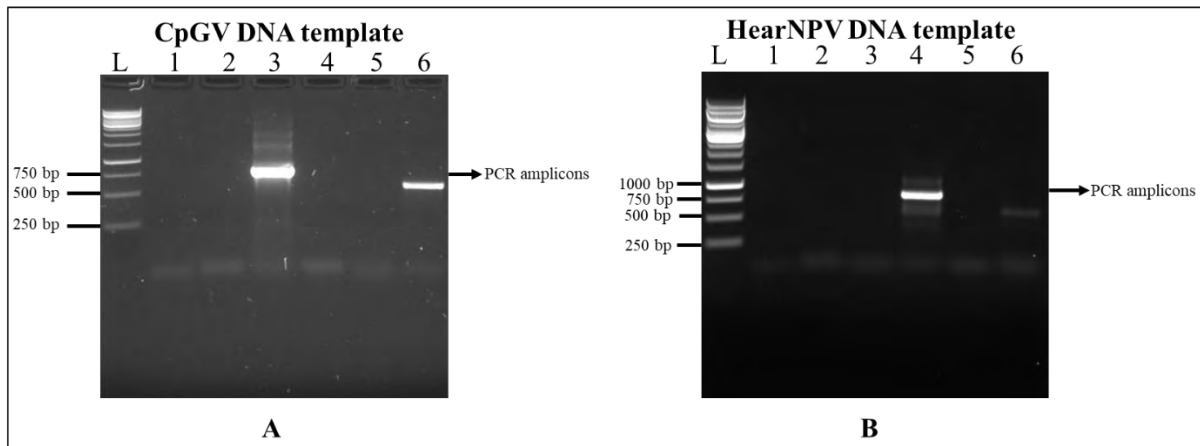 CpGV DNA template
L 1 2 3 4 5 6
750 bp
500 bp
250 bp
PCR amplicons
A
HearNPV DNA template
L 1 2 3 4 5 6
1000 bp
750 bp
500 bp
250 bp
PCR amplicons
B